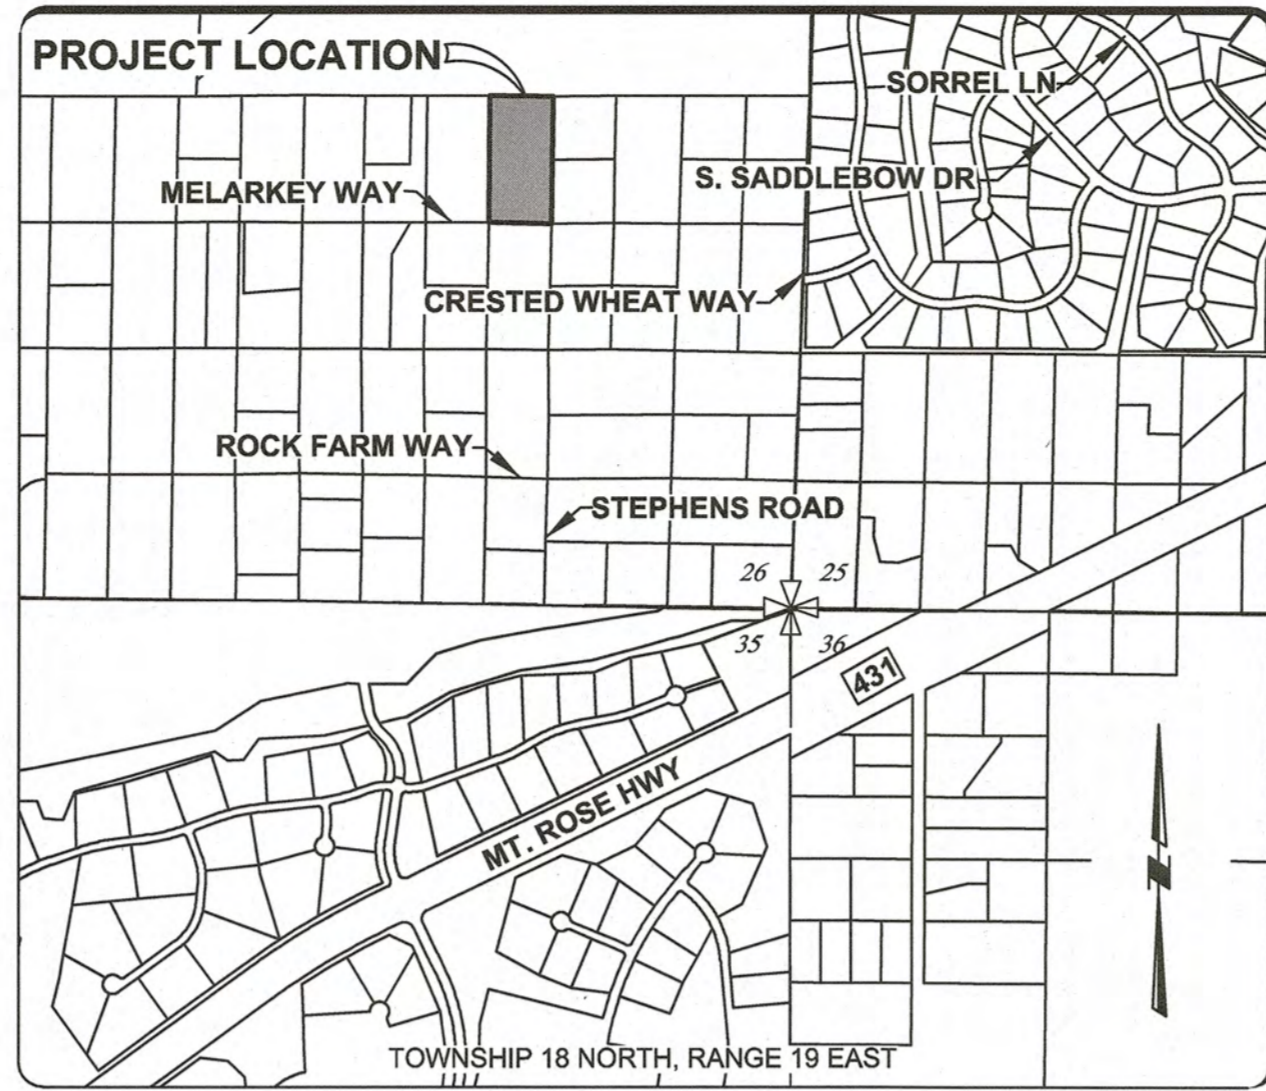 PROJECT LOCATION
SORREL LN
S. SADDLEBOW DR
MELARKEY WAY
CRESTED WHEAT WAY
ROCK FARM WAY
STEPHENS ROAD
26 25
35 36
431
MT. ROSE HWY
N
TOWNSHIP 18 NORTH, RANGE 19 EAST